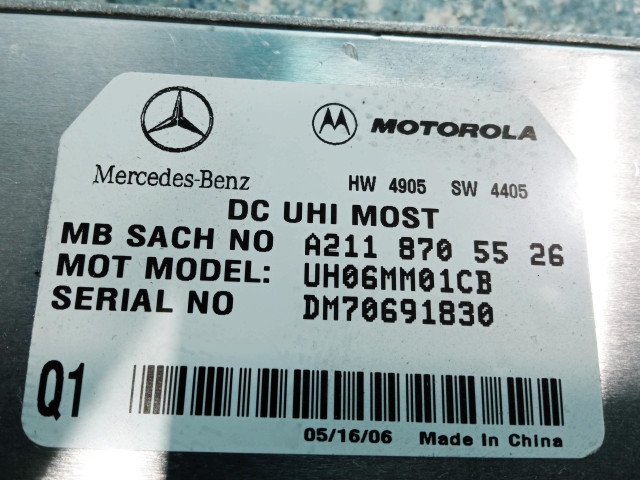 Mercedes-Benz
MOTOROLA
HW 4905 SW 4405
DC UHI MOST
MB SACH NO A211 870 55 26
MOT MODEL: UH06MM01CB
SERIAL NO DM70691830
Q1
05/16/06 Made In China